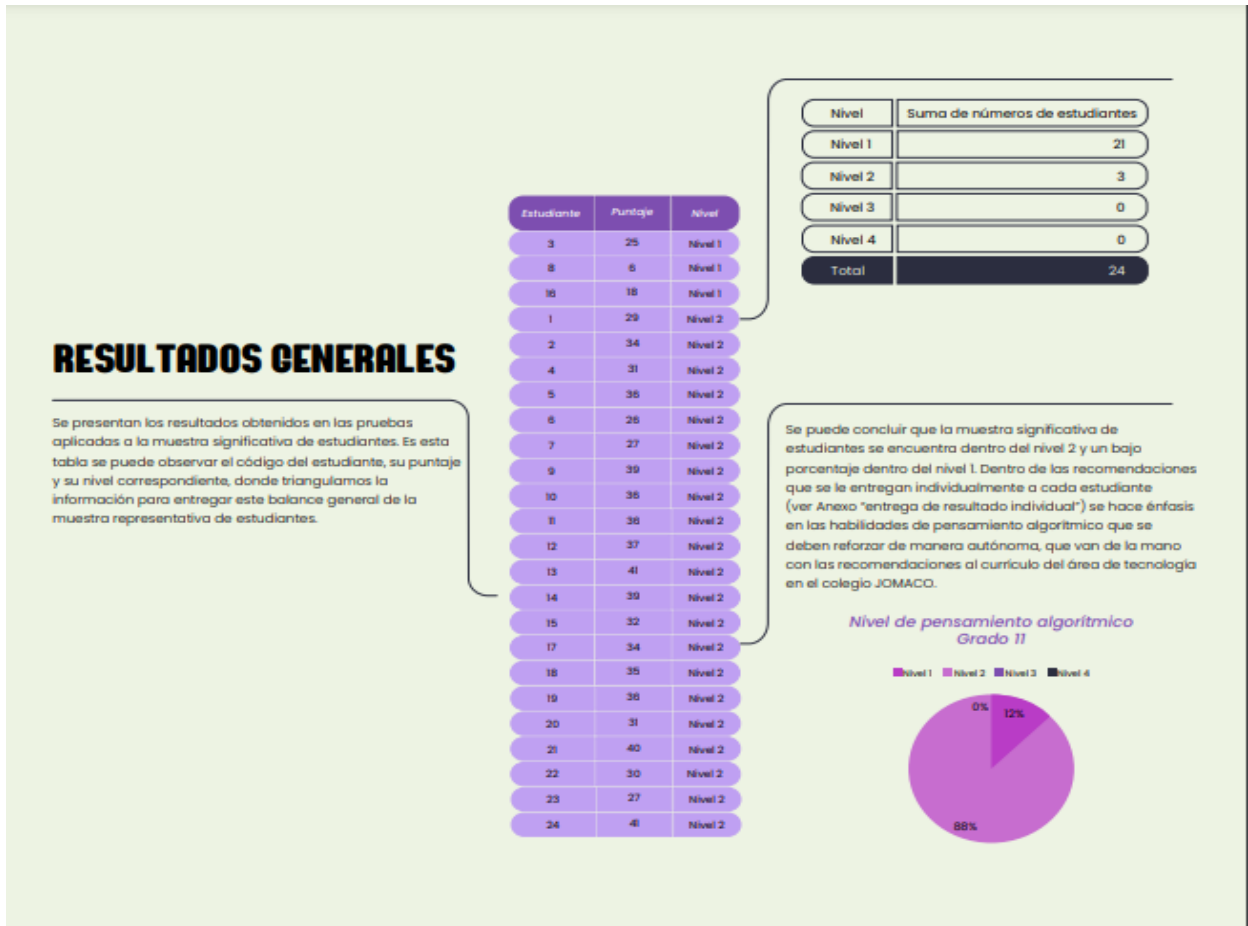 RESULTADOS GENERALES
Se presentan los resultados obtenidos en las pruebas
aplicadas a la muestra significativa de estudiantes. Es esta
tabla se puede observar el código del estudiante, su puntaje
y su nivel correspondiente, donde triangulamos la
información para entregar este balance general de la
muestra representativa de estudiantes.
Estudiante Puntaje Nivel
3 25 Nivel 1
8 6 Nivel 1
16 18 Nivel 1
1 29 Nivel 2
2 34 Nivel 2
4 31 Nivel 2
5 36 Nivel 2
6 26 Nivel 2
7 27 Nivel 2
9 39 Nivel 2
10 36 Nivel 2
11 36 Nivel 2
12 37 Nivel 2
13 41 Nivel 2
14 39 Nivel 2
15 32 Nivel 2
17 34 Nivel 2
18 35 Nivel 2
19 36 Nivel 2
20 31 Nivel 2
21 40 Nivel 2
22 30 Nivel 2
23 27 Nivel 2
24 41 Nivel 2
Nivel Suma de números de estudiantes
Nivel 1 21
Nivel 2 3
Nivel 3 0
Nivel 4 0
Total 24
Se puede concluir que la muestra significativa de
estudiantes se encuentra dentro del nivel 2 y un bajo
porcentaje dentro del nivel 1. Dentro de las recomendaciones
que se le entregan individualmente a cada estudiante
(ver Anexo "entrega de resultado individual") se hace énfasis
en las habilidades de pensamiento algorítmico que se
deben reforzar de manera autónoma, que van de la mano
con las recomendaciones al currículo del área de tecnología
en el colegio JOMACO.
Nivel de pensamiento algorítmico
Grado 11
Nivel 1 Nivel 2 Nivel 3 Nivel 4
0% 12%
88%